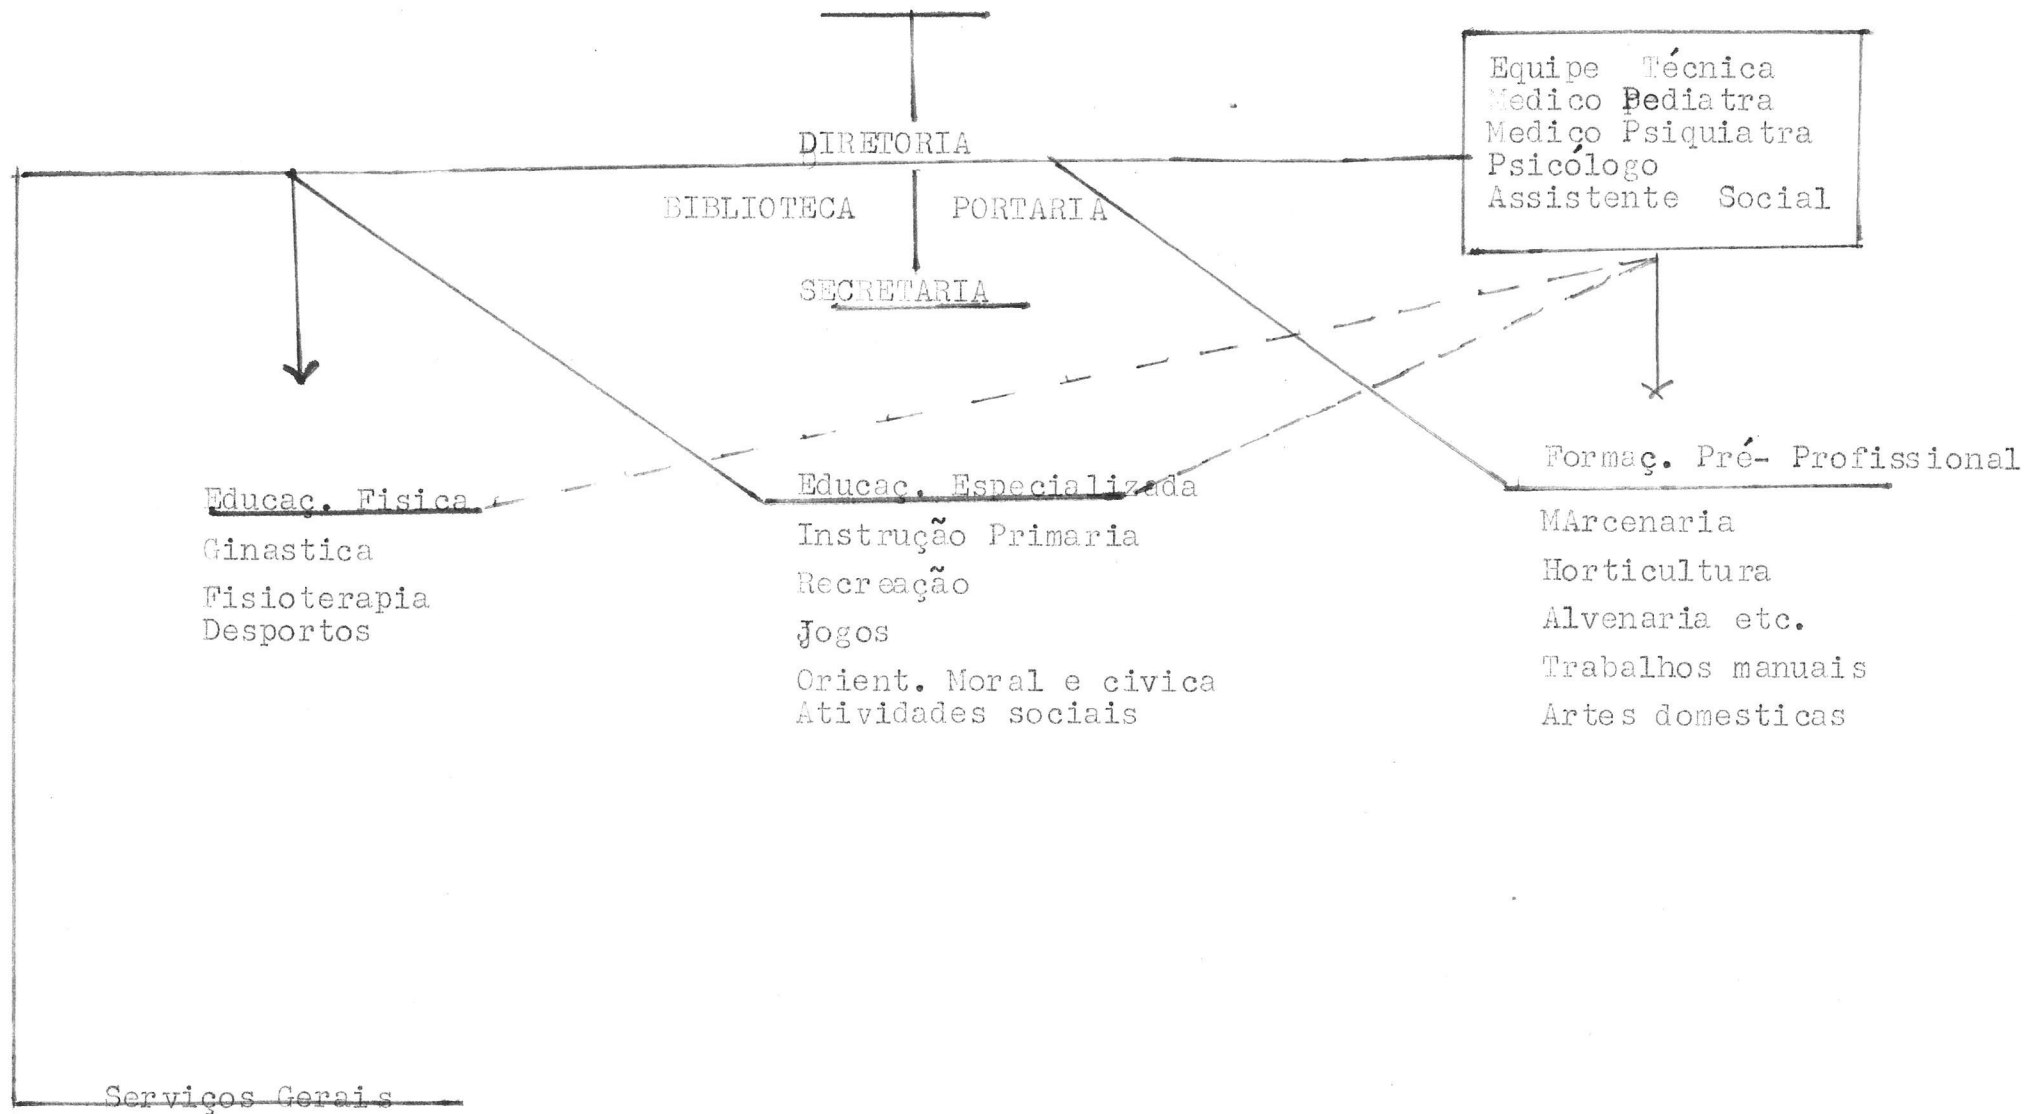 DIRETORIA
BIBLIOTECA PORTARIA
SECRETARIA
Equipe Técnica
Medico Pediatra
Medico Psiquiatra
Psicólogo
Assistente Social
Educaç. Fisica
Ginastica
Fisioterapia
Desportos
Educaç. Especializada
Instrução Primaria
Recreação
Jogos
Orient. Moral e civica
Atividades sociais
Formaç. Pré- Profissional
MArcenaria
Horticultura
Alvenaria etc.
Trabalhos manuais
Artes domesticas
Serviços Gerais